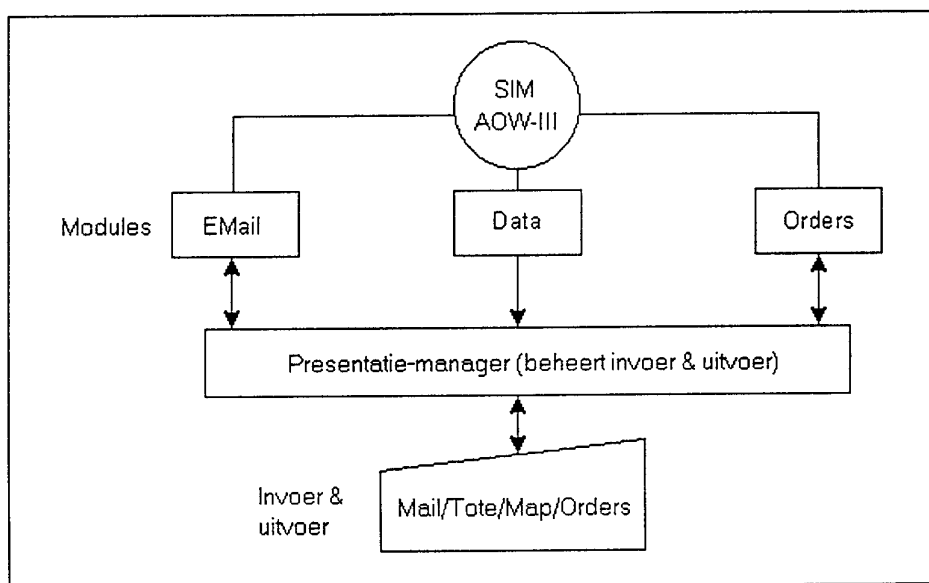 SIM
AOW-III
Modules
EMail
Data
Orders
Presentatie-manager (beheert invoer & uitvoer)
Invoer &
uitvoer
Mail/Tote/Map/Orders